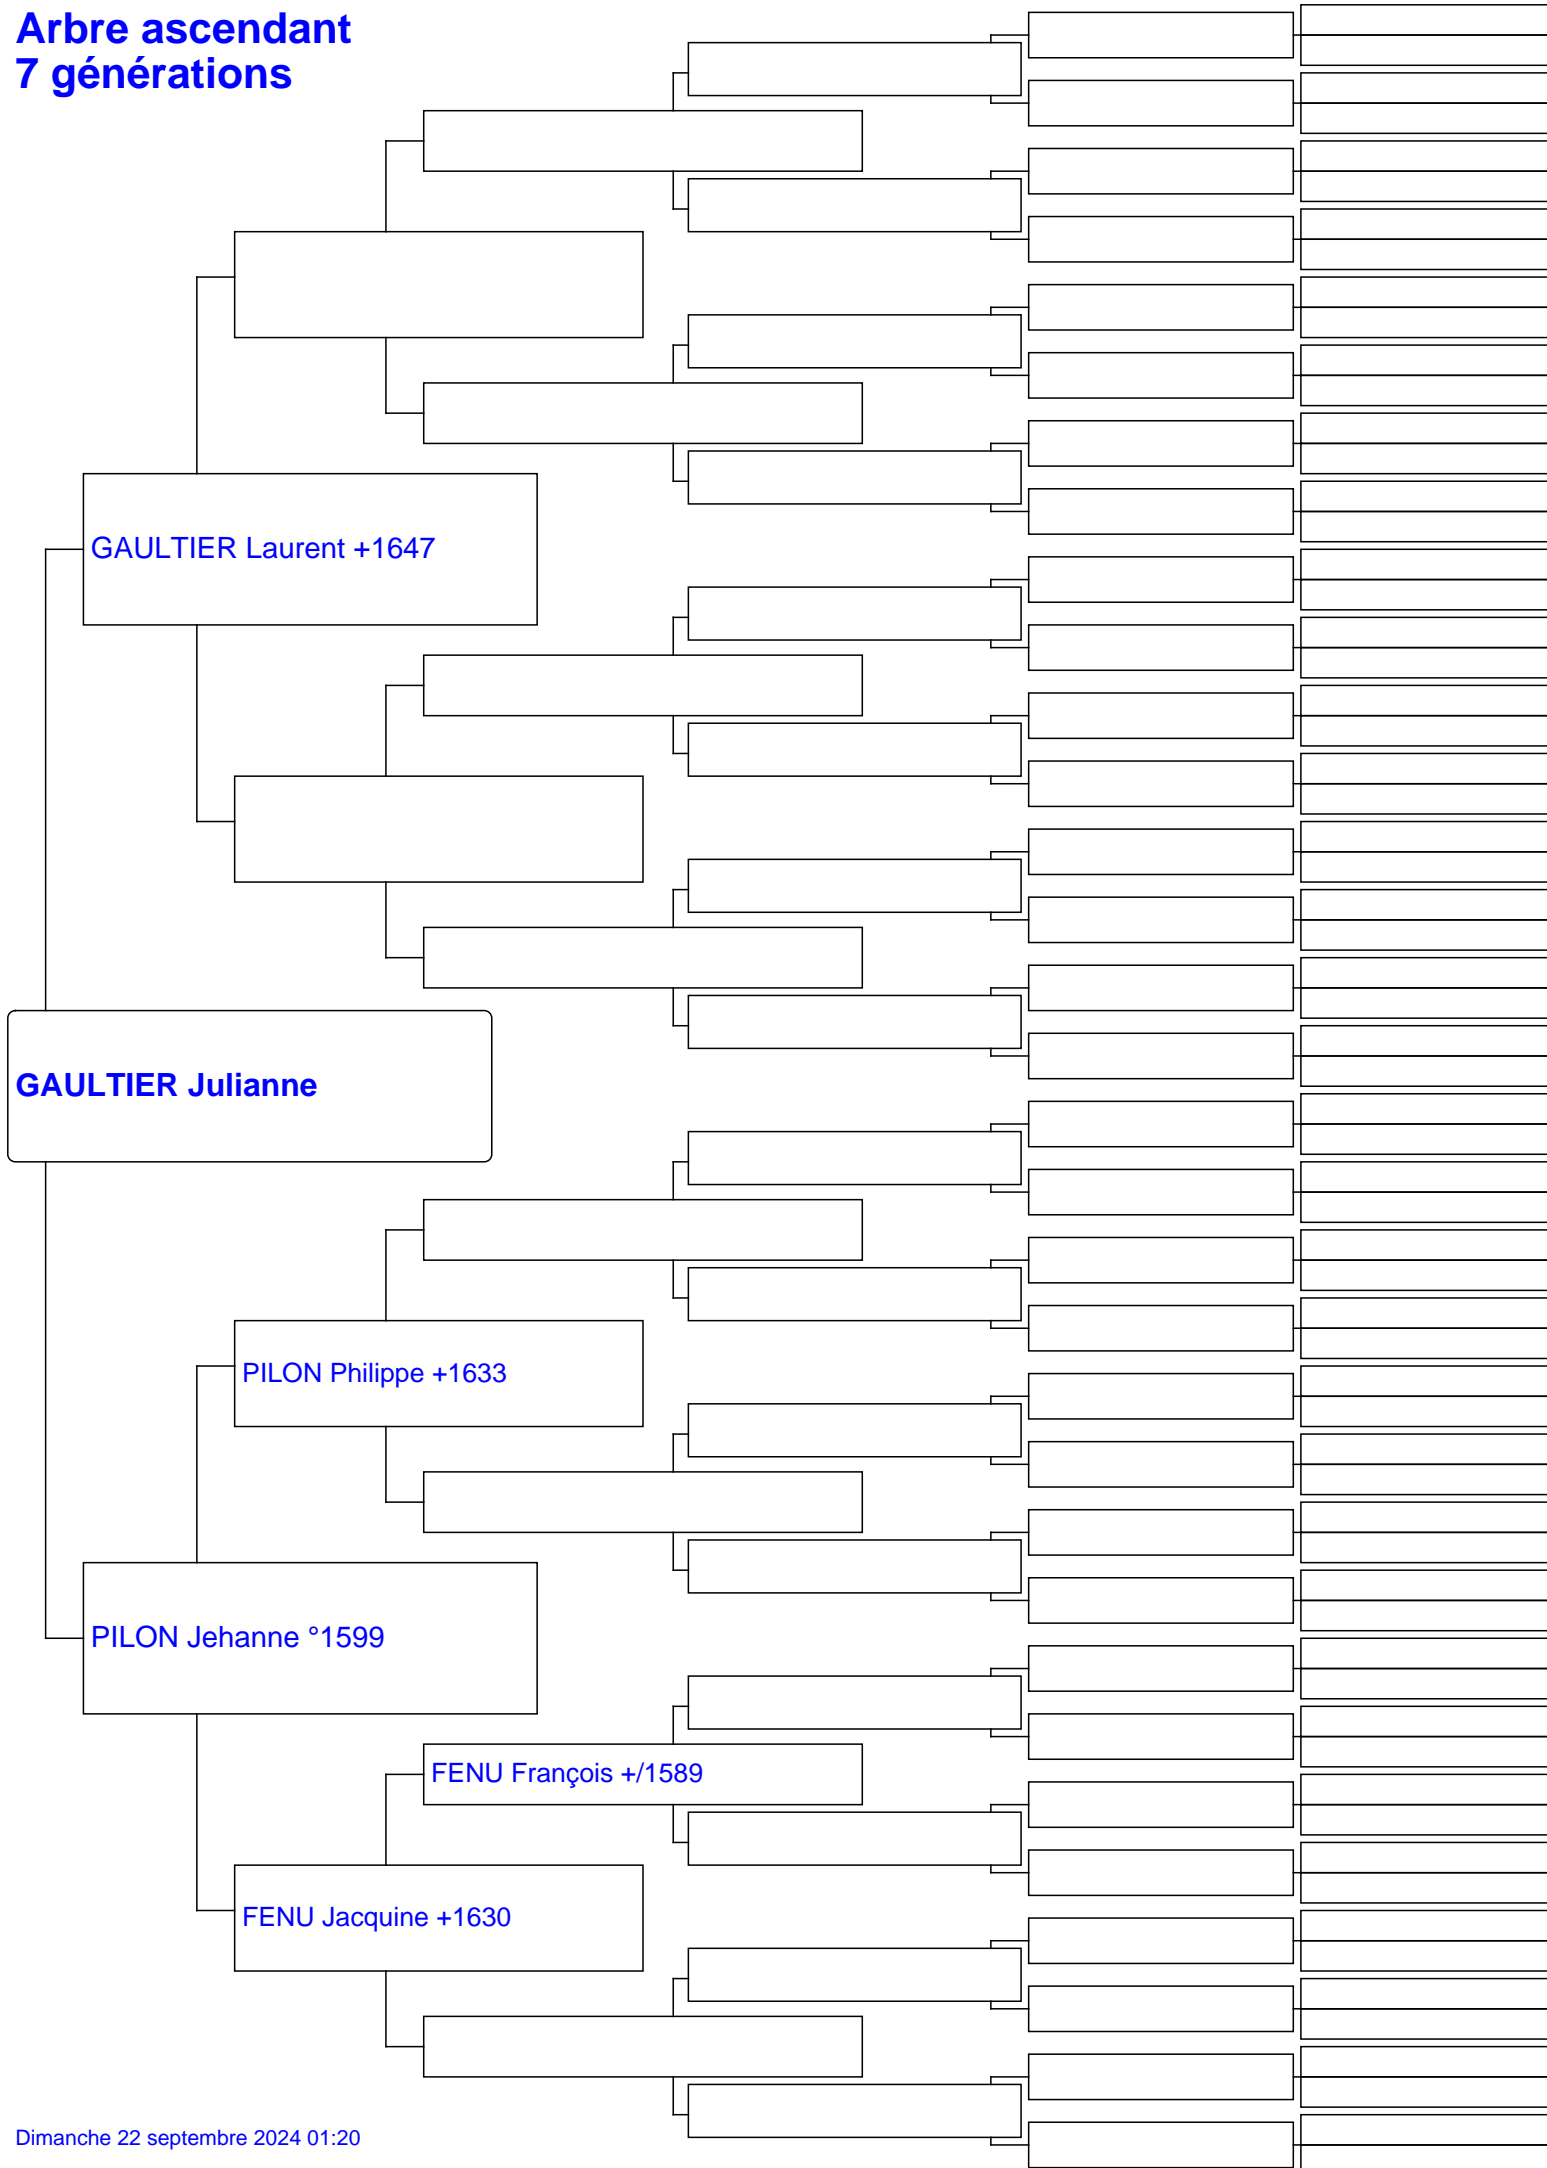 Arbre ascendant
7 générations
GAULTIER Laurent +1647
GAULTIER Julianne
PILON Philippe +1633
PILON Jehanne °1599
FENU François +/1589
FENU Jacquine +1630
Dimanche 22 septembre 2024 01:20